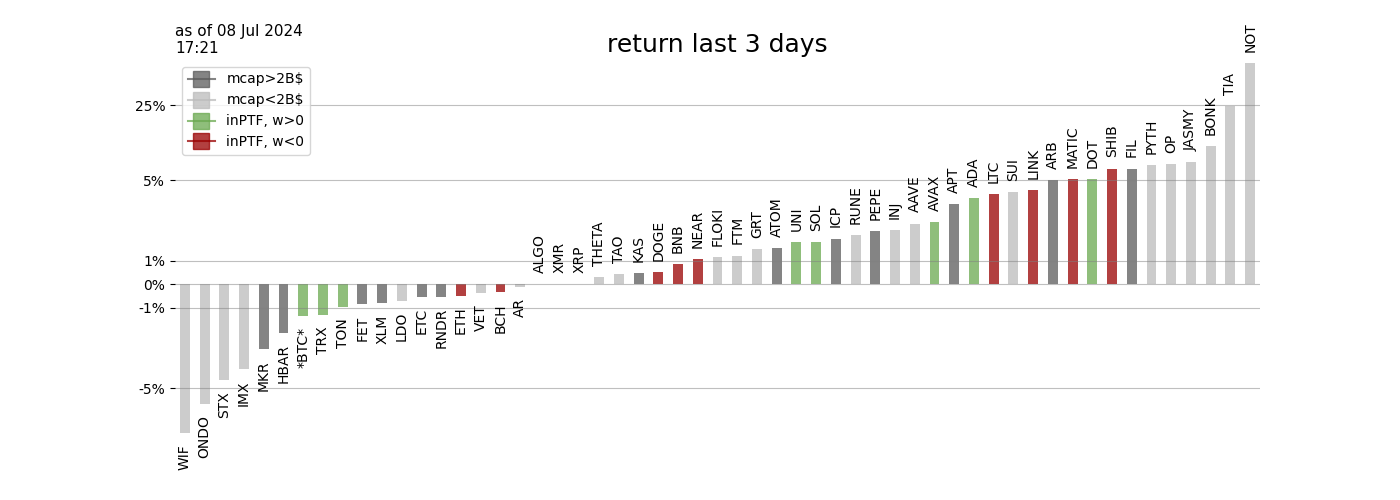 as of 08 Jul 2024
17:21
return last 3 days
mcap>2B$
mcap<2B$
inPTF, w>0
inPTF, w<0
25%
5%
1%
0%
-1%
-5%
WIF
ONDO
STX
IMX
MKR
HBAR
*BTC*
TRX
TON
FET
XLM
LDO
ETC
RNDR
ETH
VET
BCH
AR
ALGO
XMR
XRP
THETA
TAO
KAS
DOGE
BNB
NEAR
FLOKI
FTM
GRT
ATOM
UNI
SOL
ICP
RUNE
PEPE
INJ
AAVE
AVAX
APT
ADA
LTC
SUI
LINK
ARB
MATIC
DOT
SHIB
FIL
PYTH
OP
JASMY
BONK
TIA
NOT